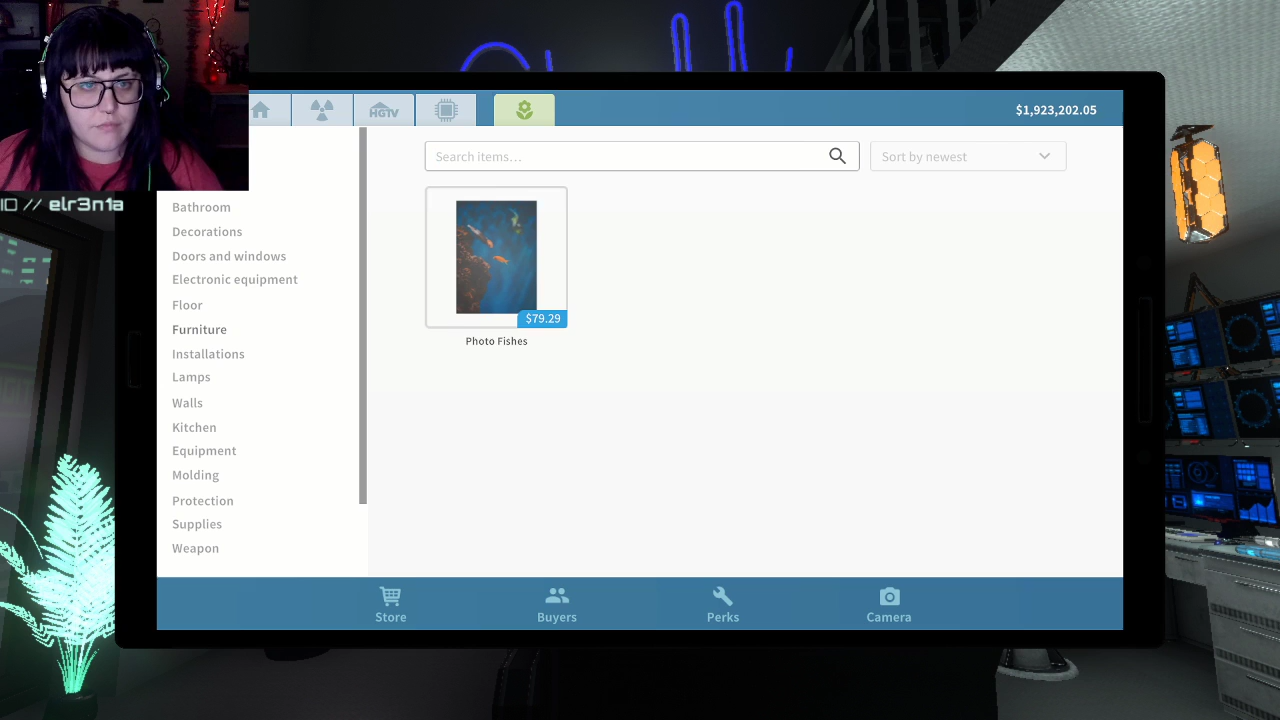 HGTV
$1,923,202.05
Search items...
Sort by newest
ID // elr3n1a
Bathroom
Decorations
Doors and windows
Electronic equipment
Floor
Furniture
Installations
Lamps
Walls
Kitchen
Equipment
Molding
Protection
Supplies
Weapon
$79.29
Photo Fishes
Store
Buyers
Perks
Camera